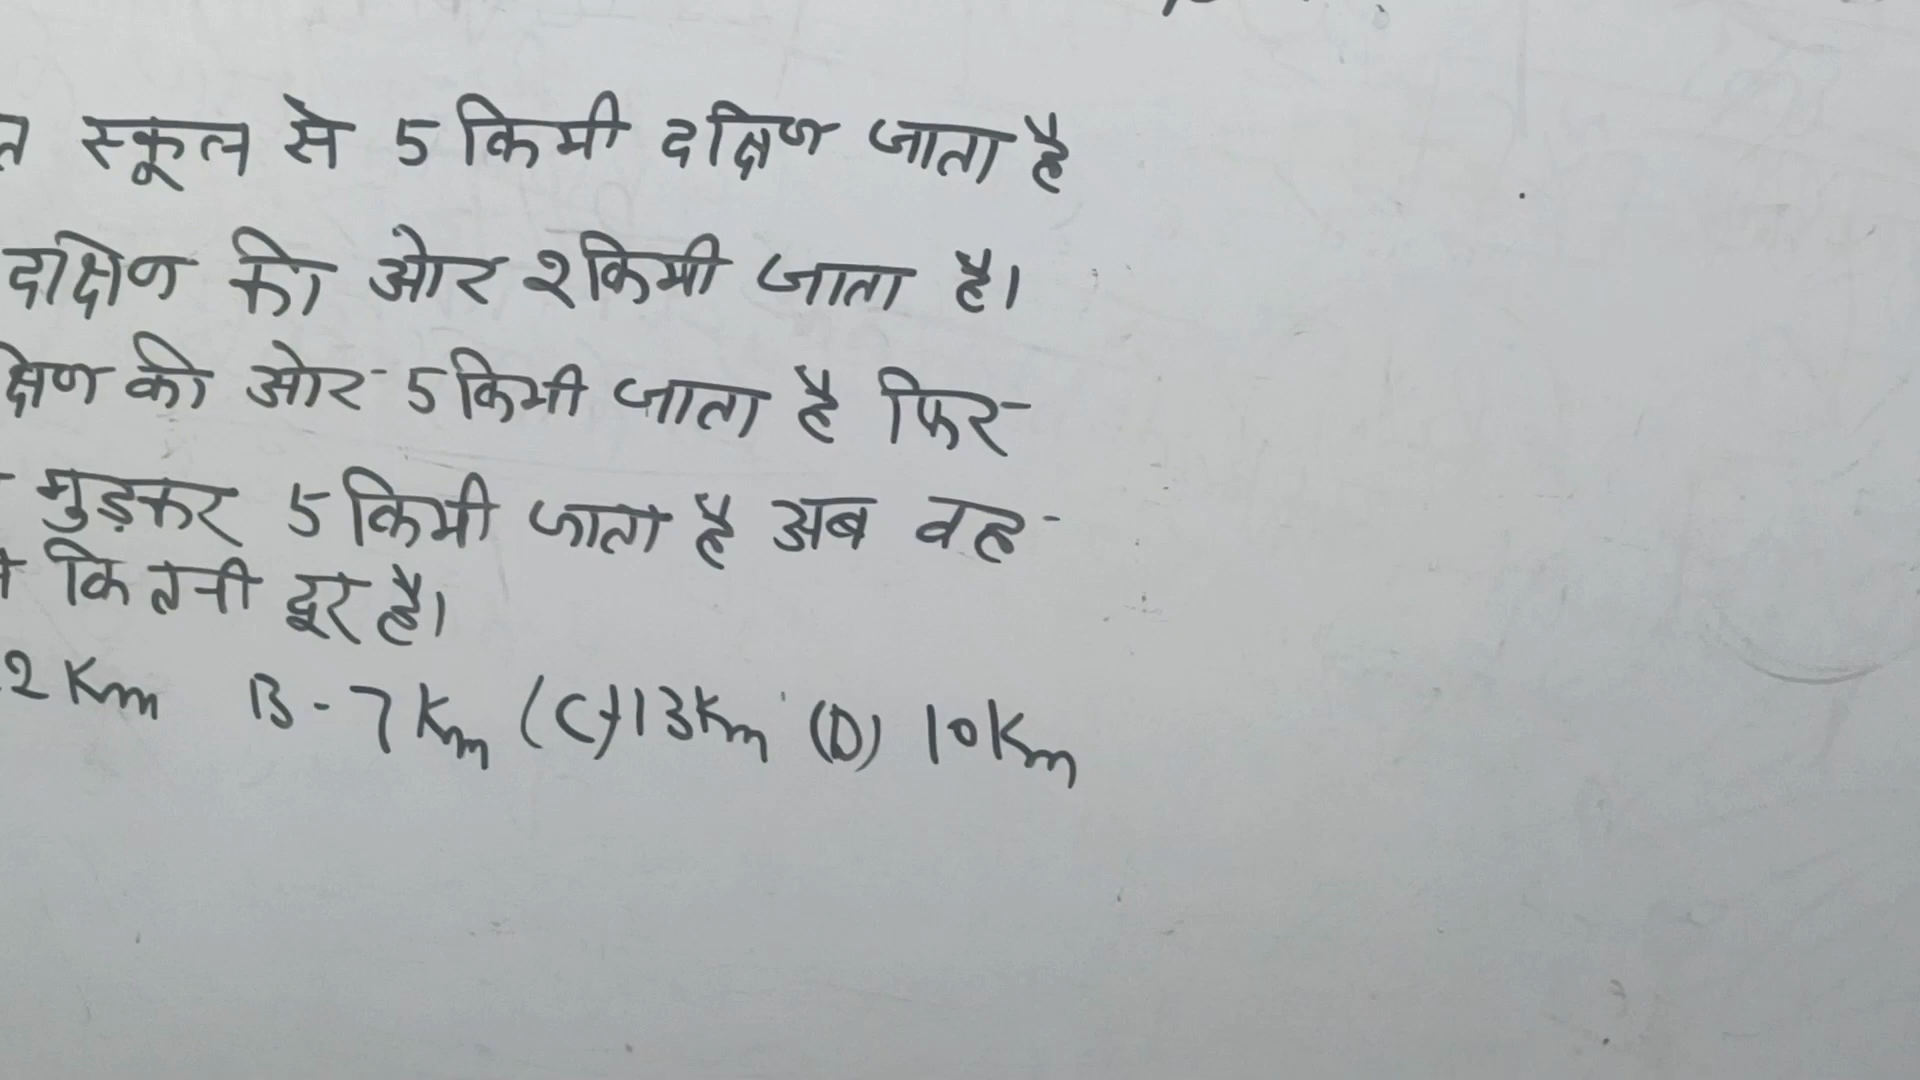 स्कूल से 5 किमी दक्षिण जाता है
दक्षिण की ओर 2 किमी जाता है।
क्षिण की ओर 5 किमी जाता है फिर
मुड़कर 5 किमी जाता है अब वह
कितनी दूर है।
2 Km B - 7 Km (C) 13 Km (D) 10 Km